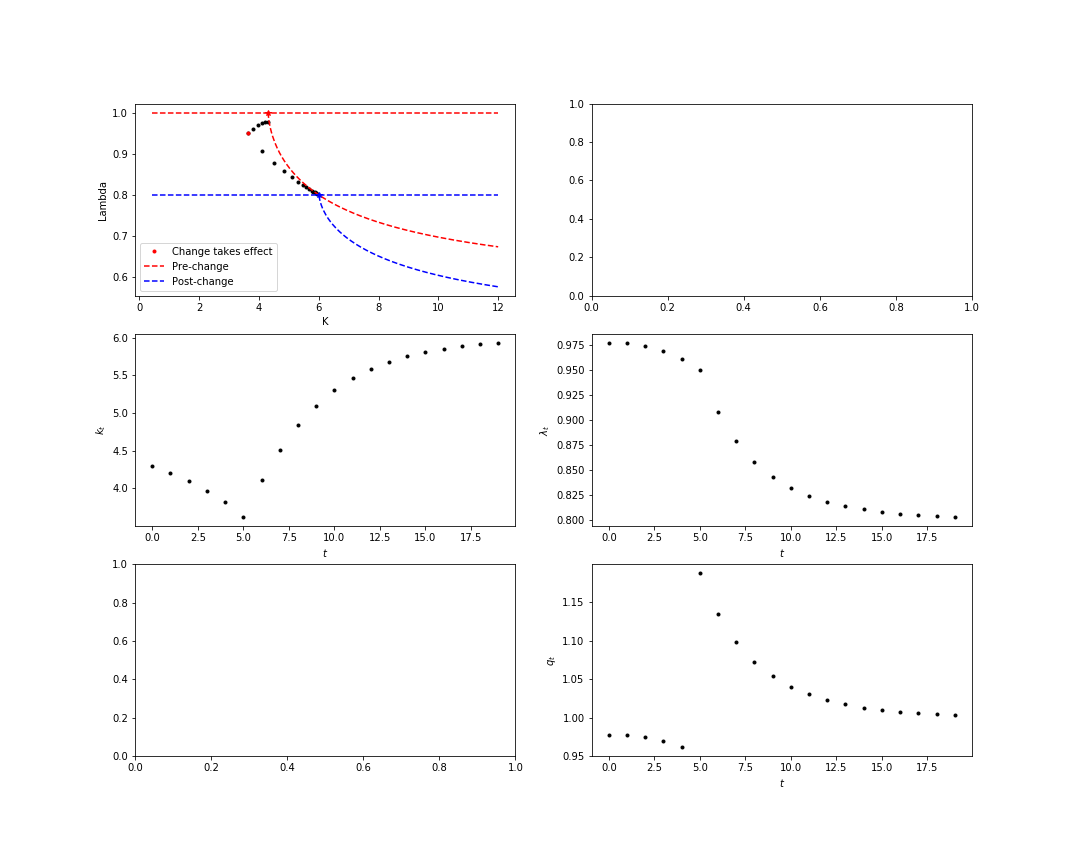 1.0
0.9
0.8
0.7
0.6
Lambda
Change takes effect
Pre-change
Post-change
0 2 4 6 8 10 12
K
1.0
0.8
0.6
0.4
0.2
0.0
0.0 0.2 0.4 0.6 0.8 1.0
6.0
5.5
5.0
4.5
4.0
k_t
0.0 2.5 5.0 7.5 10.0 12.5 15.0 17.5
t
0.975
0.950
0.925
0.900
0.875
0.850
0.825
0.800
λ_t
0.0 2.5 5.0 7.5 10.0 12.5 15.0 17.5
t
1.0
0.8
0.6
0.4
0.2
0.0
0.0 0.2 0.4 0.6 0.8 1.0
1.15
1.10
1.05
1.00
0.95
q_t
0.0 2.5 5.0 7.5 10.0 12.5 15.0 17.5
t